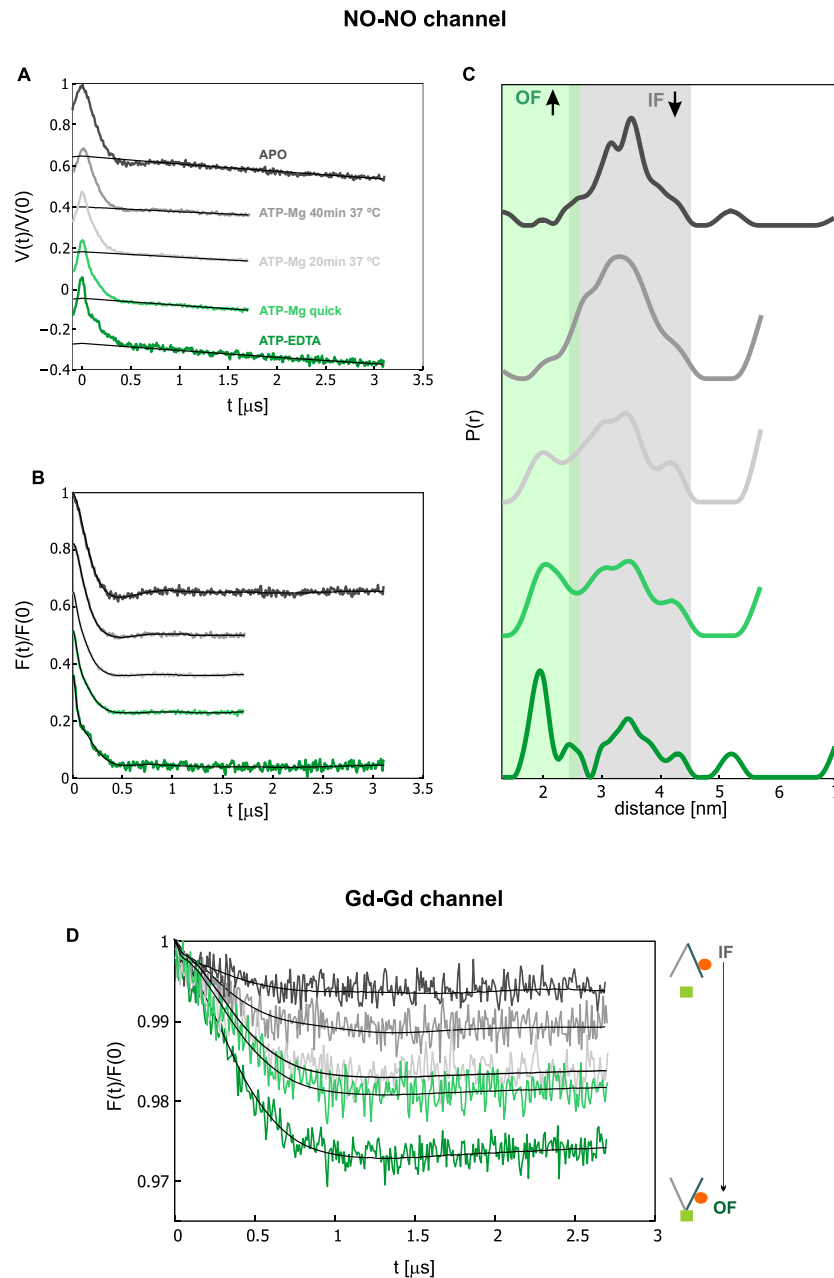 NO-NO channel
A
1
0.8
0.6
0.4
0.2
0
−0.2
−0.4
V(t)/V(0)
APO
ATP-Mg 40min 37 ºC
ATP-Mg 20min 37 ºC
ATP-Mg quick
ATP-EDTA
0 0.5 1 1.5 2 2.5 3 3.5
t [µs]
B
1
0.8
0.6
0.4
0.2
0
F(t)/F(0)
0 0.5 1 1.5 2 2.5 3 3.5
t [µs]
C
OF IF
P(r)
2 3 4 5 6 7
distance [nm]
Gd-Gd channel
D
1
0.99
0.98
0.97
F(t)/F(0)
0 0.5 1 1.5 2 2.5 3
t [µs]
IF
OF